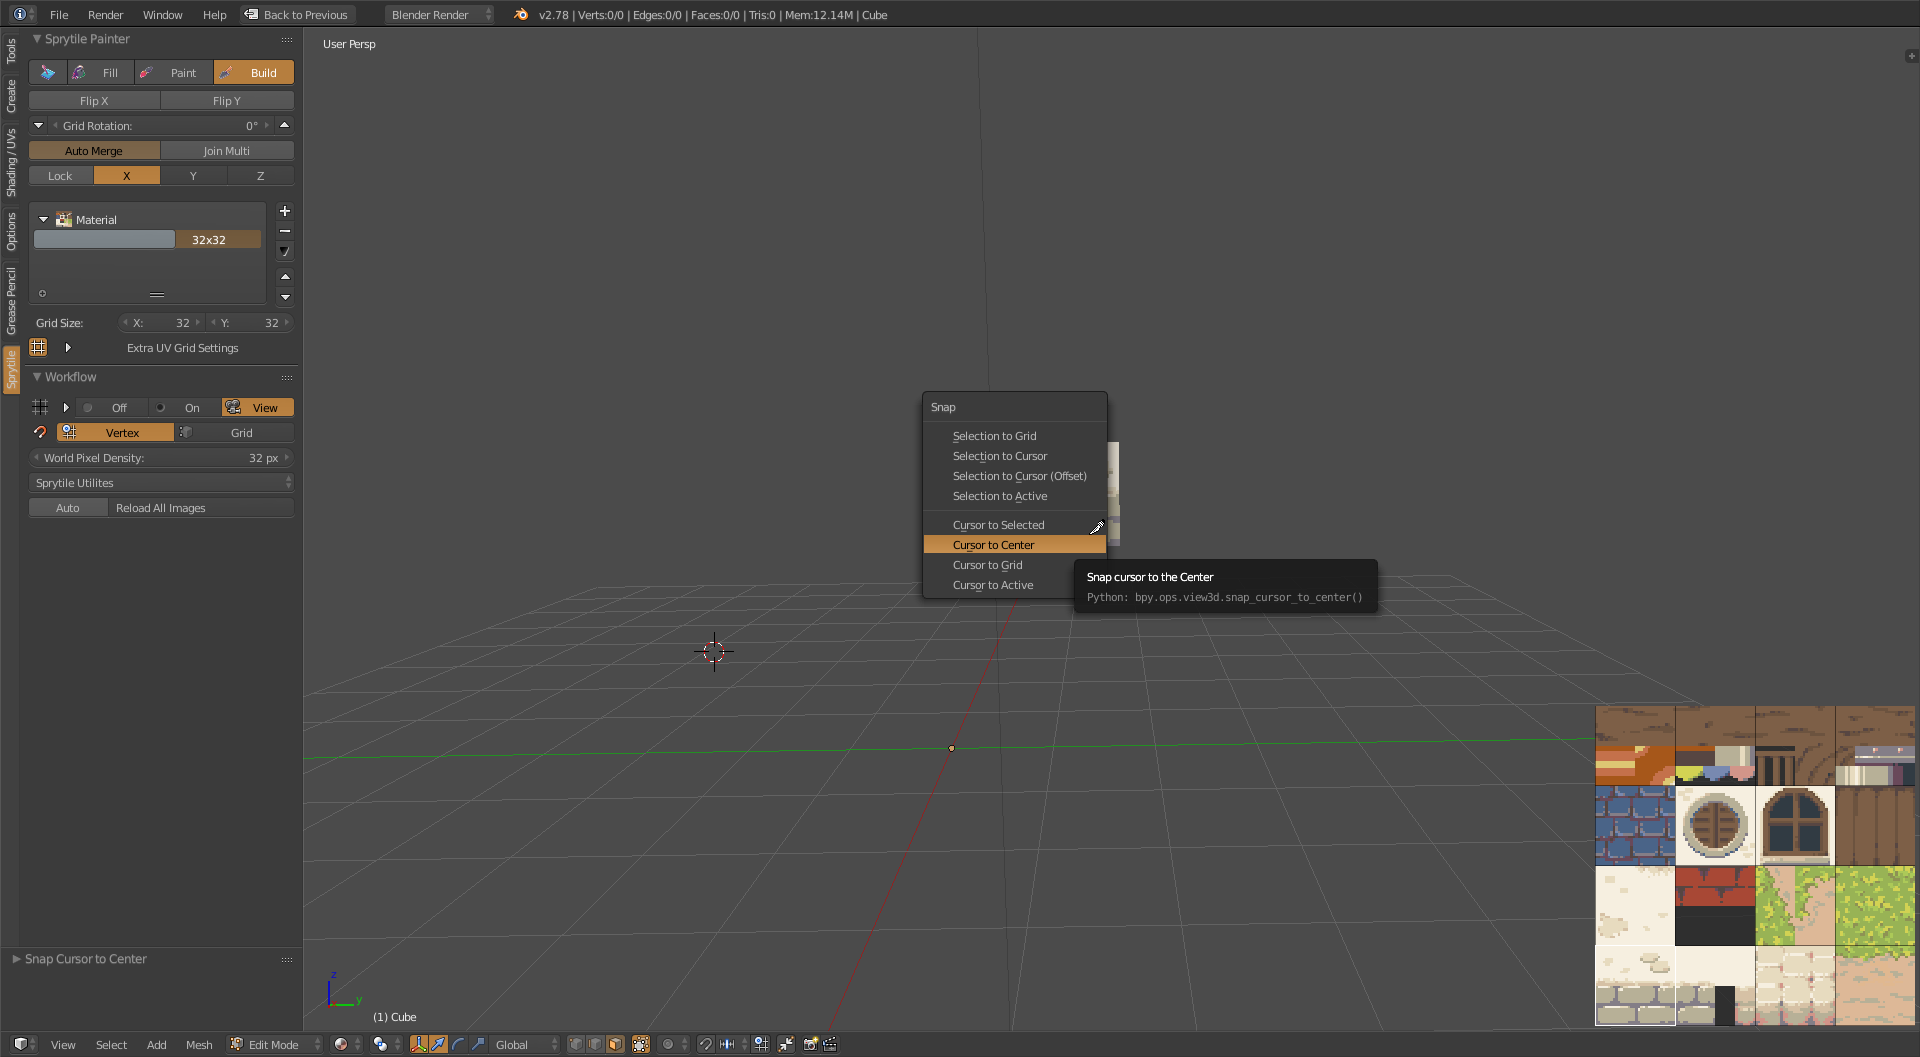 File Render Window Help Back to Previous Blender Render v2.78 | Verts:0/0 | Edges:0/0 | Faces:0/0 | Tris:0 | Mem:12.14M | Cube
Tools
Create
Shading / UVs
Options
Grease Pencil
Sprytile
Sprytile Painter
Fill Paint Build
Flip X Flip Y
Grid Rotation: 0°
Auto Merge Join Multi
Lock X Y Z
Material
32x32
Grid Size: X: 32 Y: 32
Extra UV Grid Settings
Workflow
Off On View
Vertex Grid
World Pixel Density: 32 px
Sprytile Utilites
Auto Reload All Images
Snap Cursor to Center
User Persp
Snap
Selection to Grid
Selection to Cursor
Selection to Cursor (Offset)
Selection to Active
Cursor to Selected
Cursor to Center
Cursor to Grid
Cursor to Active
Snap cursor to the Center
Python: bpy.ops.view3d.snap_cursor_to_center()
z
y
(1) Cube
View Select Add Mesh Edit Mode Global